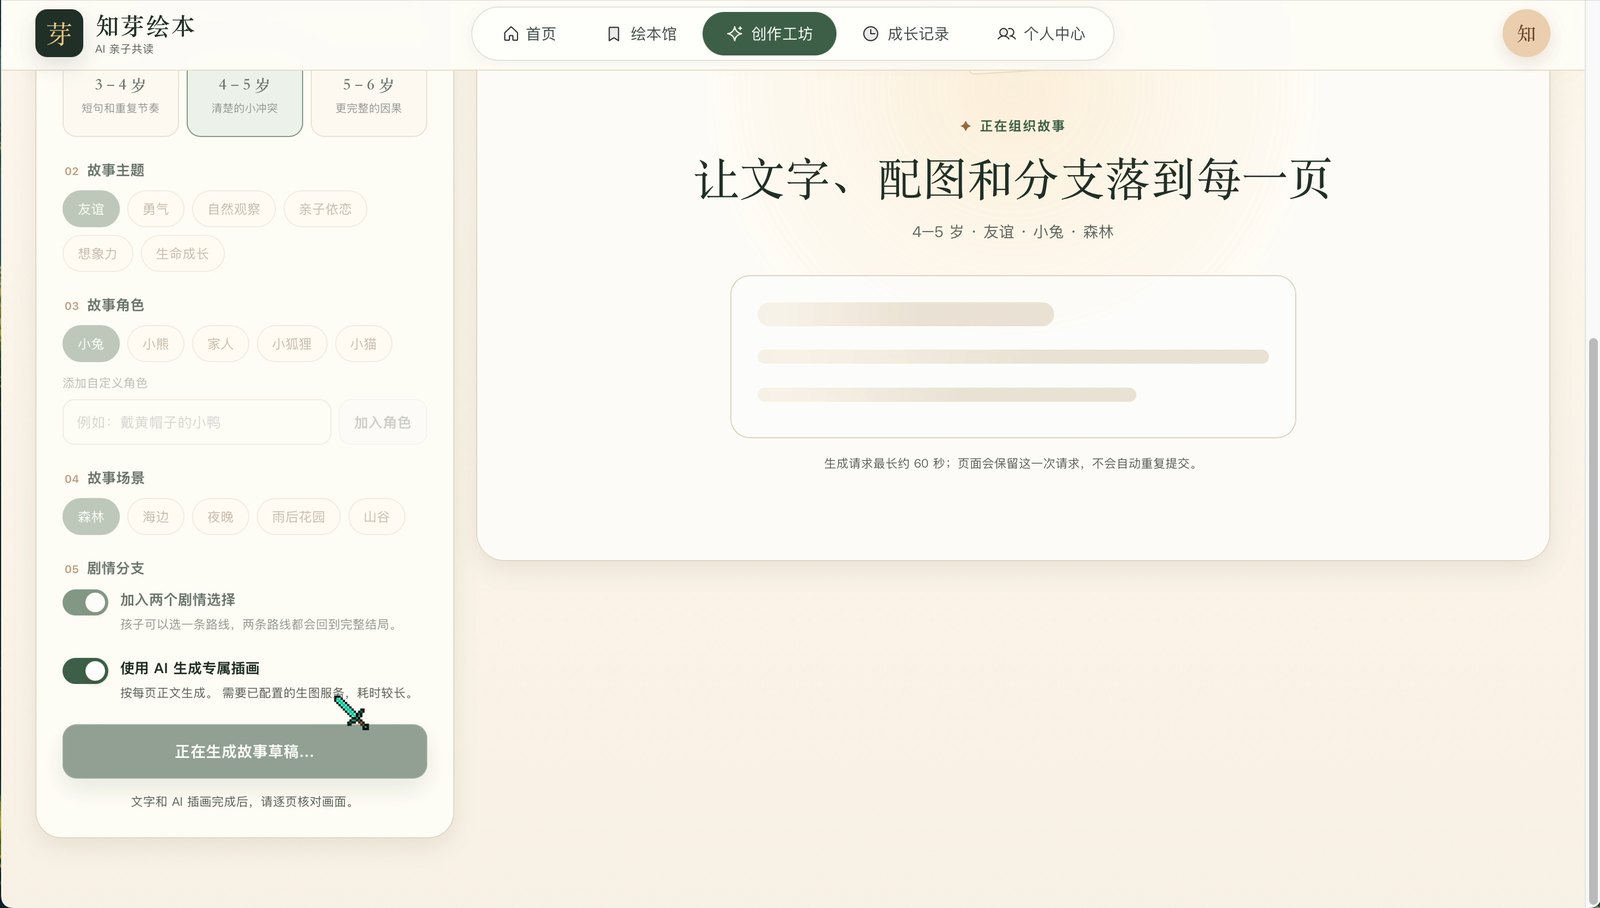 芽
知芽绘本
AI 亲子共读
首页
绘本馆
创作工坊
成长记录
个人中心
知
3 – 4 岁
短句和重复节奏
4 – 5 岁
清楚的小冲突
5 – 6 岁
更完整的因果
02 故事主题
友谊
勇气
自然观察
亲子依恋
想象力
生命成长
03 故事角色
小兔
小熊
家人
小狐狸
小猫
添加自定义角色
例如：戴黄帽子的小鸭
加入角色
04 故事场景
森林
海边
夜晚
雨后花园
山谷
05 剧情分支
加入两个剧情选择
孩子可以选一条路线，两条路线都会回到完整结局。
使用 AI 生成专属插画
按每页正文生成。 需要已配置的生图服务，耗时较长。
正在生成故事草稿...
文字和 AI 插画完成后，请逐页核对画面。
正在组织故事
让文字、配图和分支落到每一页
4—5 岁 · 友谊 · 小兔 · 森林
生成请求最长约 60 秒；页面会保留这一次请求，不会自动重复提交。